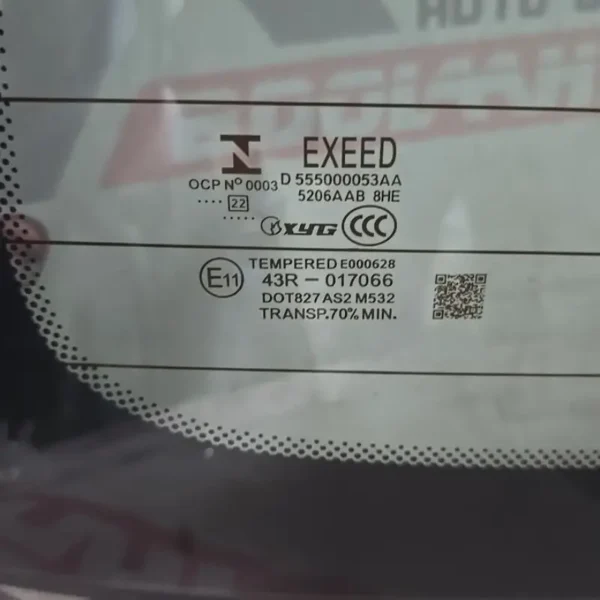 AUTO
EXEED
OCP Nº 0003 D 555000053AA
5206AAB 8HE
.... 22
.....
XYG CCC
TEMPERED E000628
E11 43R - 017066
DOT827 AS2 M532
TRANSP.70% MIN.